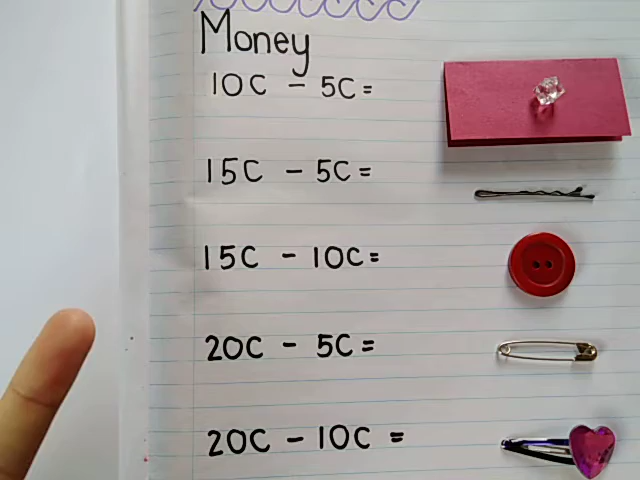 Money
10C - 5C=
15C - 5C=
15C - 10C=
20C - 5C=
20C - 10C =